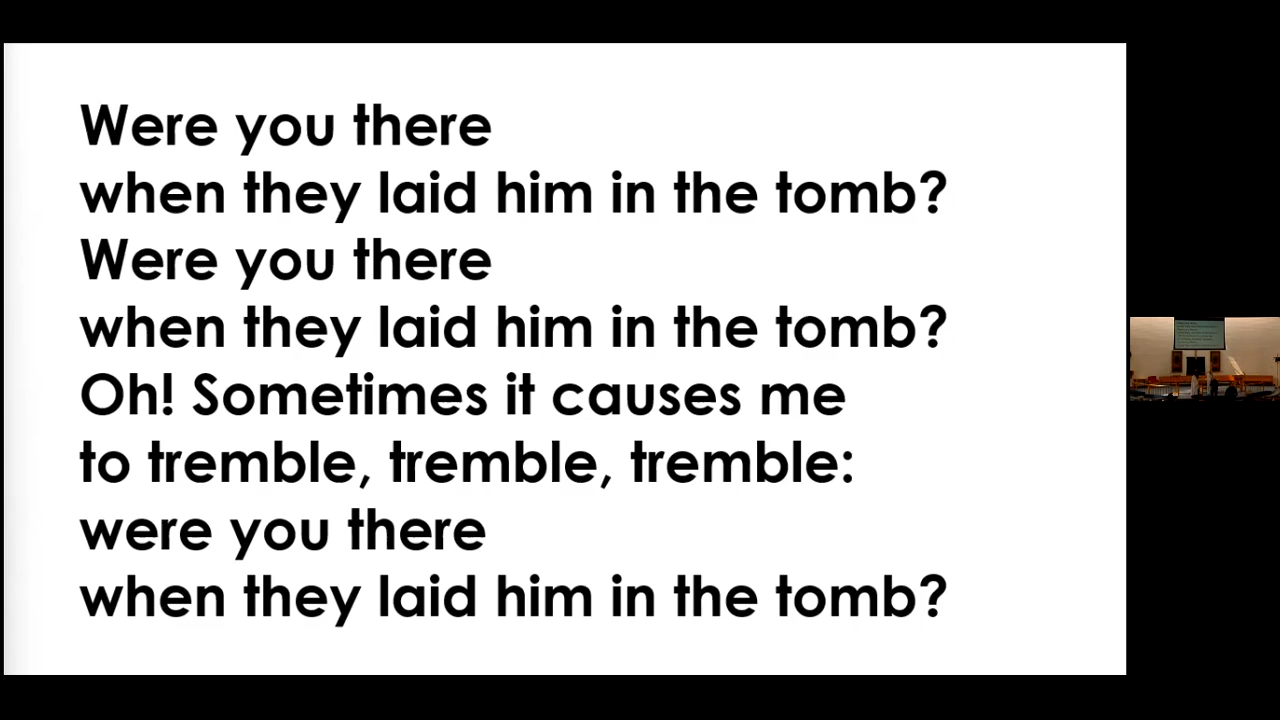 Were you there
when they laid him in the tomb?
Were you there
when they laid him in the tomb?
Oh! Sometimes it causes me
to tremble, tremble, tremble:
were you there
when they laid him in the tomb?